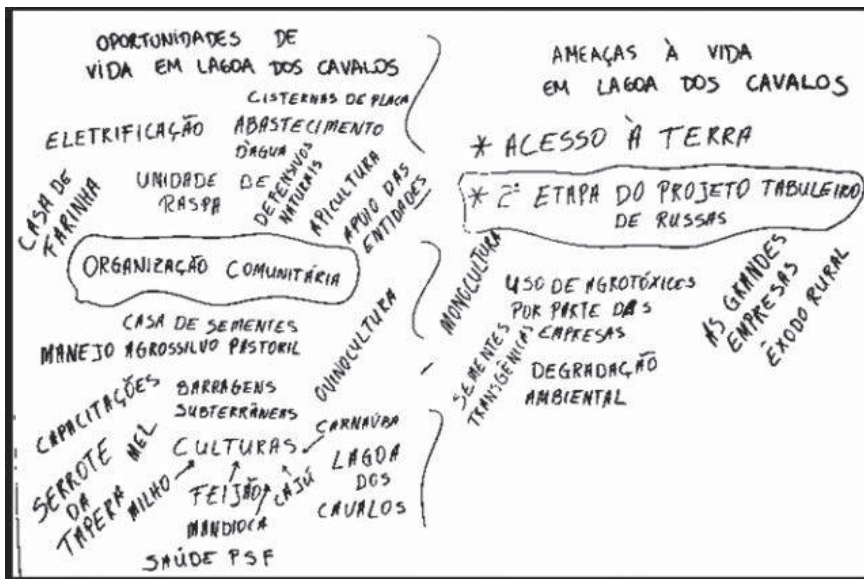 OPORTUNIDADES DE
VIDA EM LAGOA DOS CAVALOS
CISTERNAS DE PLACA
ELETRIFICAÇÃO
ABASTECIMENTO
D'AGUA
CASA DE
FARINHA
UNIDADE DE
RASPA
DEFENSIVOS
NATURAIS
APICULTURA
APOIO DAS
ENTIDADES
ORGANIZAÇÃO COMUNITÁRIA
CASA DE SEMENTES
MANEJO AGROSSILVO PASTORIL
OVINOCULTURA
CAPACITAÇÕES
BARRAGENS
SUBTERRÂNEAS
CARNAÚBA
MEL
CULTURAS
SERROTE
DA
TAPERA
MILHO
FEIJÃO
CAJÚ
MANDIOCA
LAGOA
DOS
CAVALOS
SAÚDE PSF
AMEAÇAS À VIDA
EM LAGOA DOS CAVALOS
* ACESSO À TERRA
* 2ª ETAPA DO PROJETO TABULEIRO
DE RUSSAS
MONOCULTURA
USO DE AGROTÓXICOS
POR PARTE DAS
EMPRESAS
AS GRANDES
EMPRESAS
ÊXODO RURAL
SEMENTES
TRANSGÊNICAS
DEGRADAÇÃO
AMBIENTAL